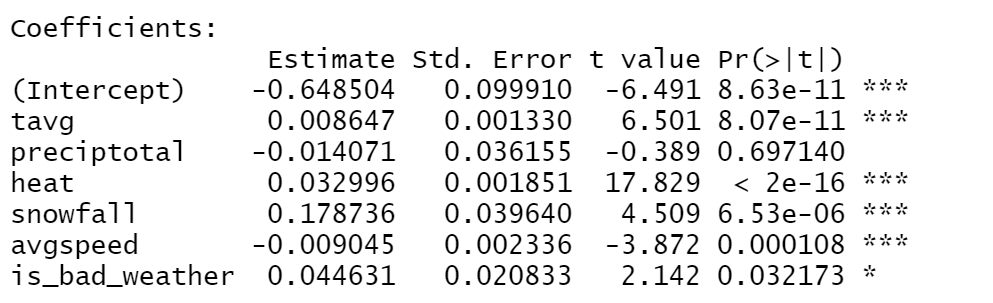 Coefficients:
                 Estimate Std. Error t value Pr(>|t|)
(Intercept)    -0.648504   0.099910  -6.491 8.63e-11 ***
tavg            0.008647   0.001330   6.501 8.07e-11 ***
preciptotal    -0.014071   0.036155  -0.389 0.697140
heat            0.032996   0.001851  17.829  < 2e-16 ***
snowfall        0.178736   0.039640   4.509 6.53e-06 ***
avgspeed       -0.009045   0.002336  -3.872 0.000108 ***
is_bad_weather  0.044631   0.020833   2.142 0.032173 *